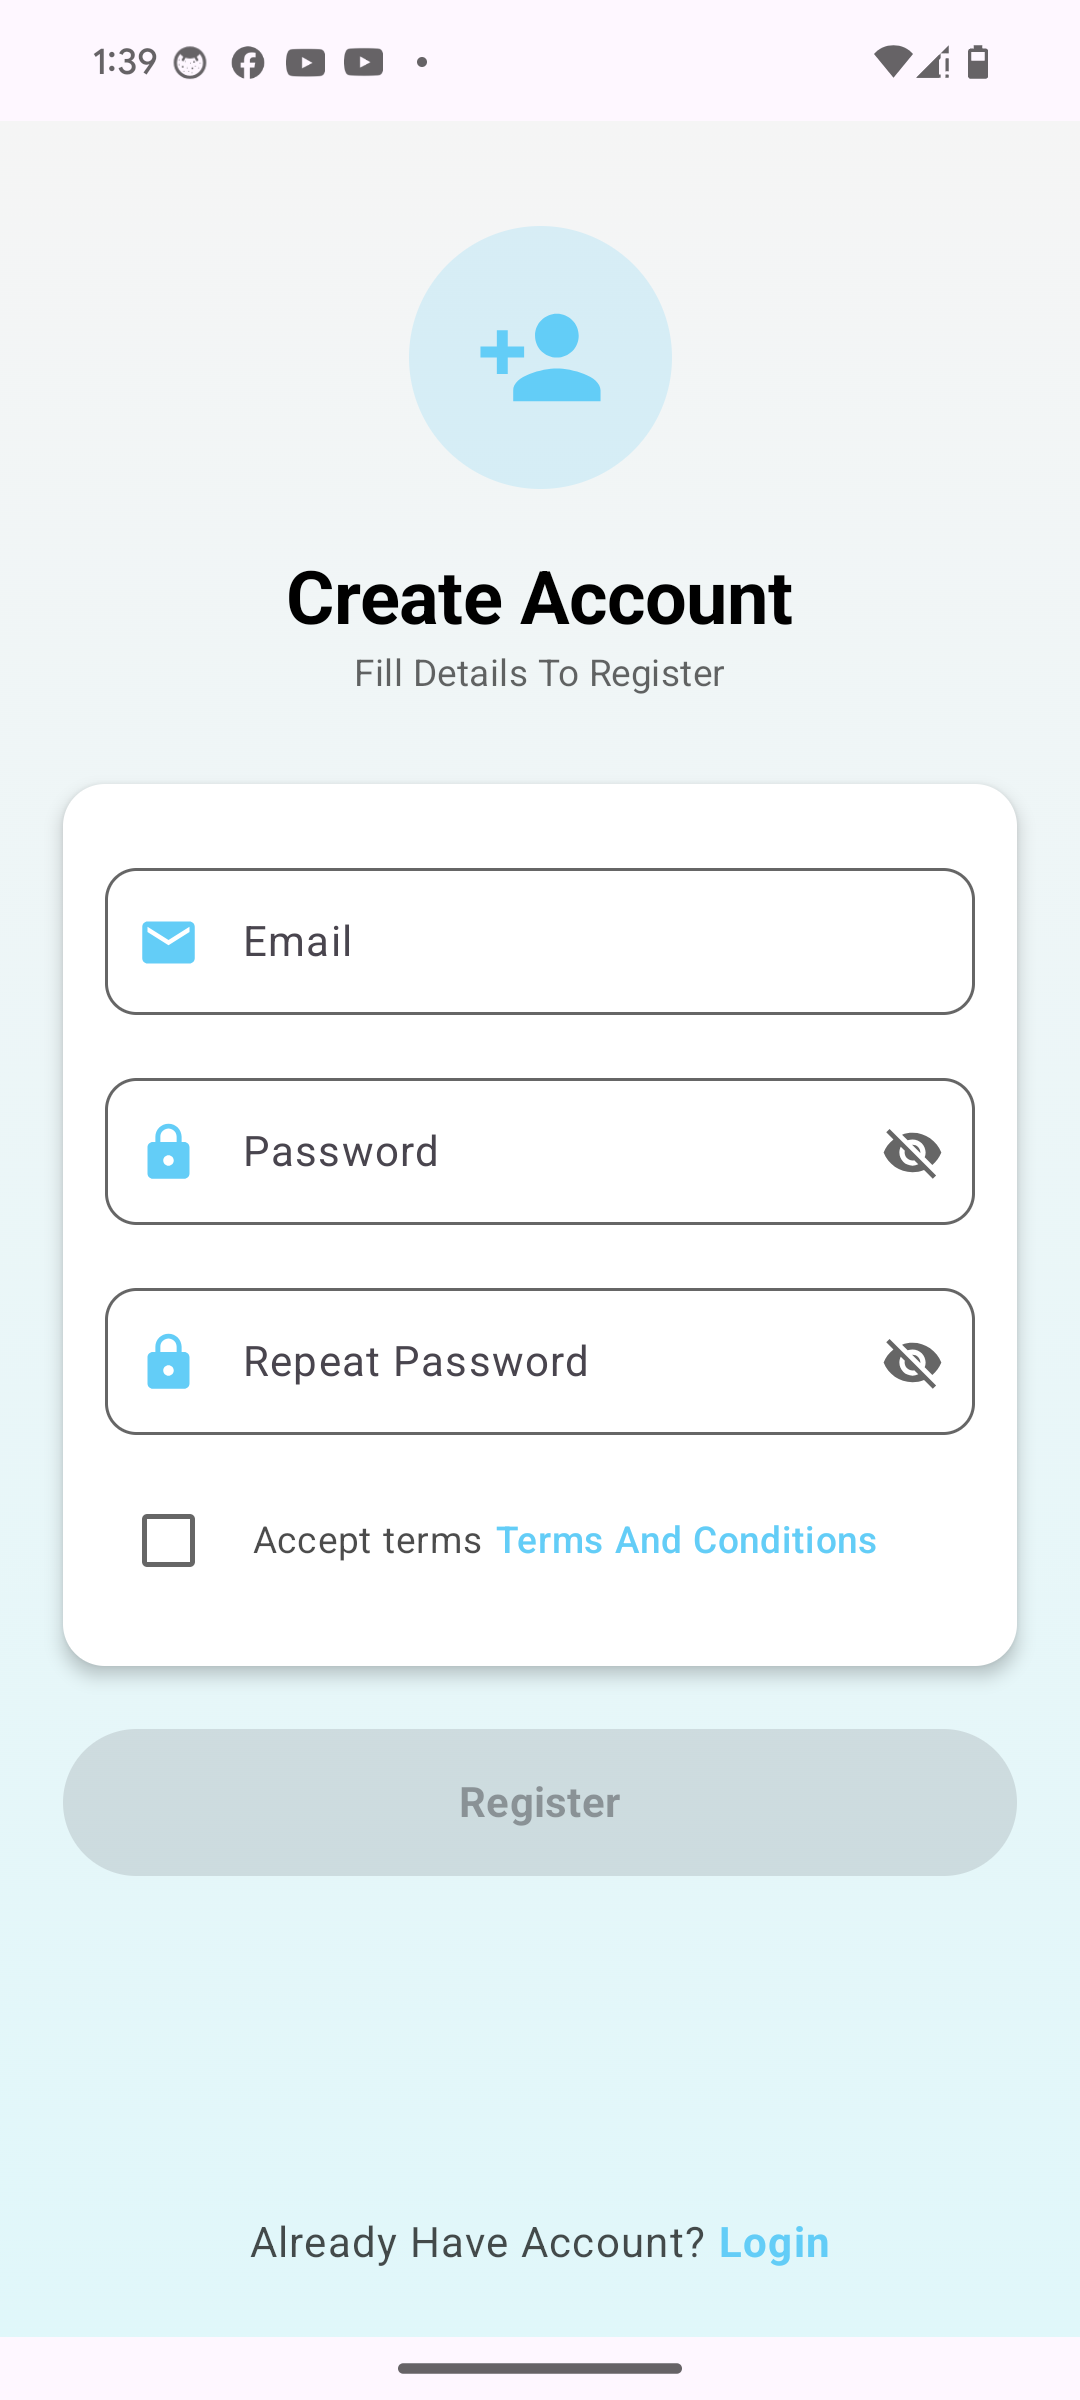 1:39
Create Account
Fill Details To Register
Email
Password
Repeat Password
Accept terms Terms And Conditions
Register
Already Have Account? Login